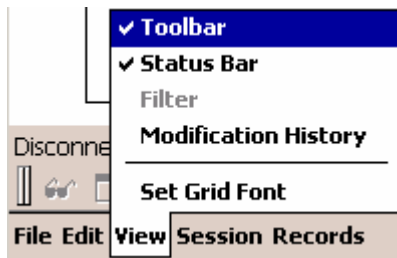 Toolbar
Status Bar
Filter
Modification History
Disconne
Set Grid Font
File Edit View Session Records